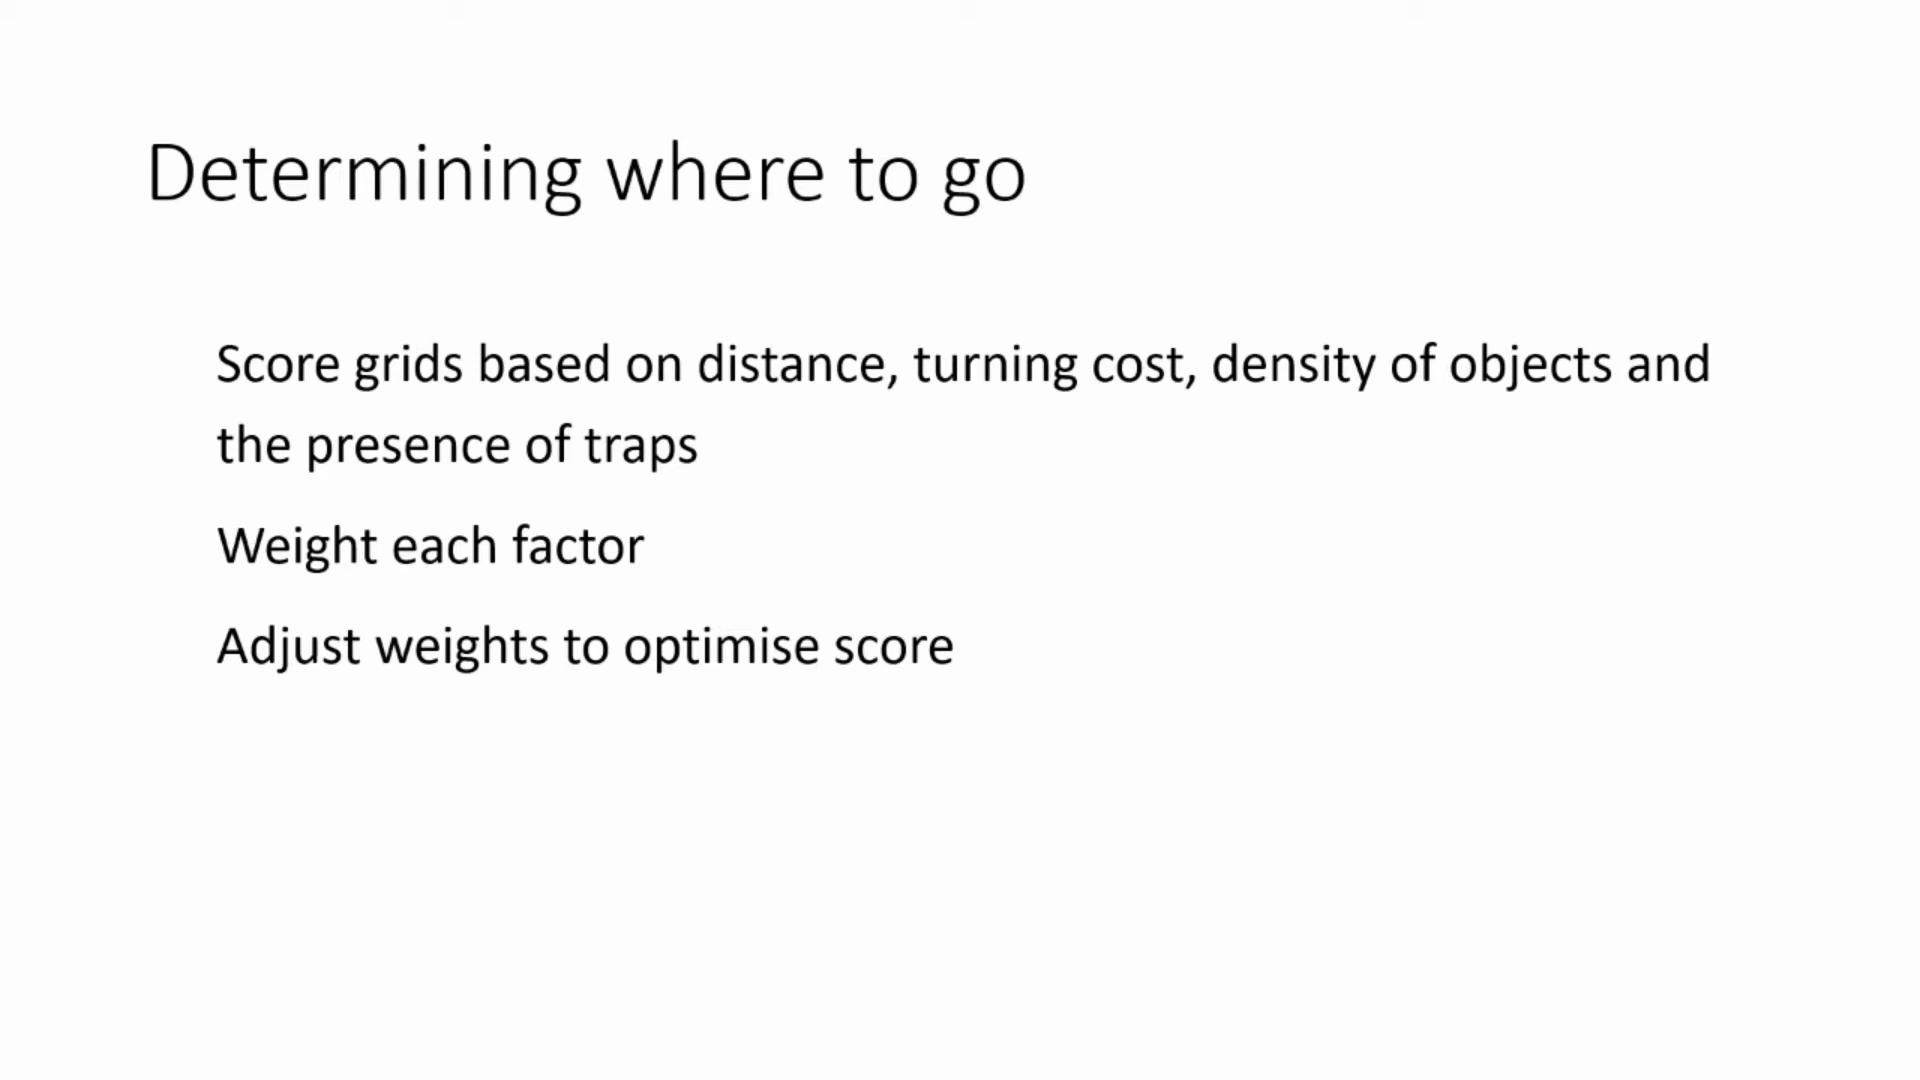 Determining where to go
Score grids based on distance, turning cost, density of objects and
the presence of traps
Weight each factor
Adjust weights to optimise score